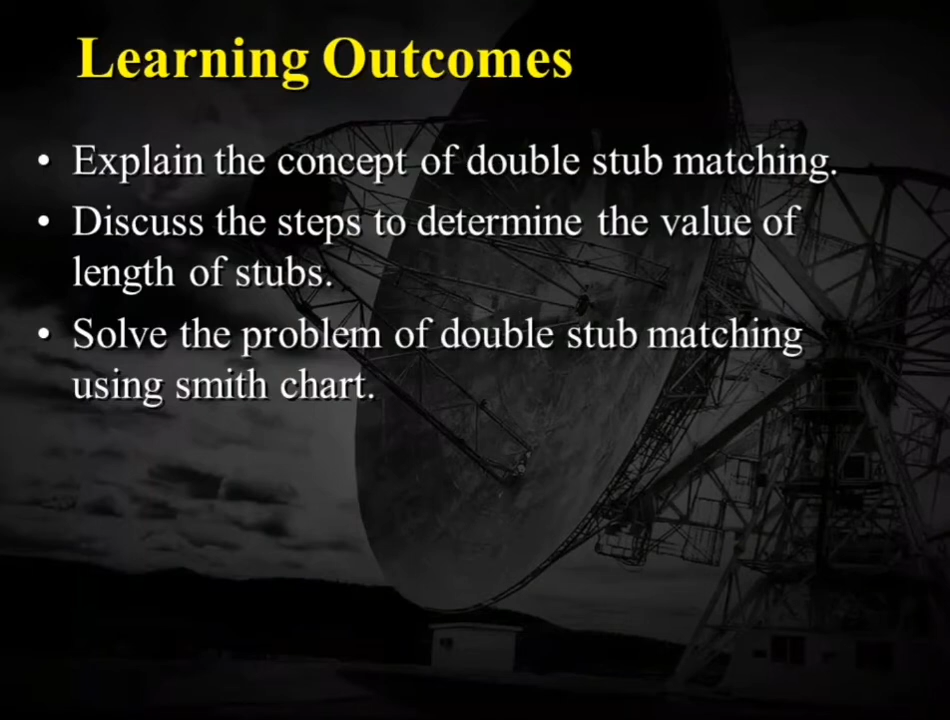 Learning Outcomes
• Explain the concept of double stub matching.
• Discuss the steps to determine the value of
length of stubs.
• Solve the problem of double stub matching
using smith chart.